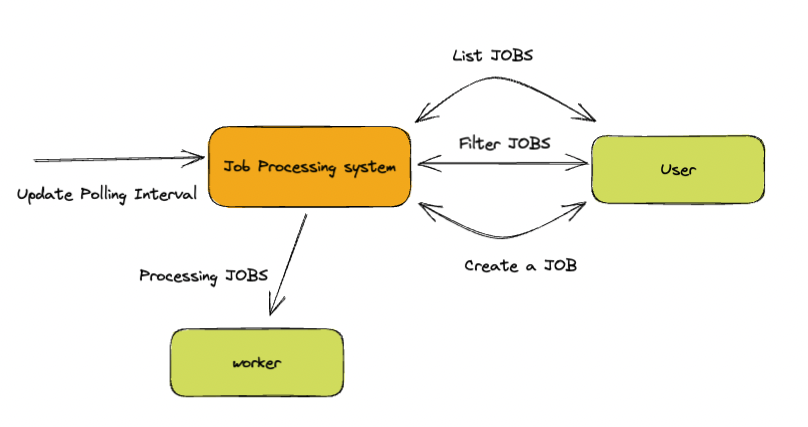 List JOBS
Filter JOBS
Job Processing system
User
Update Polling Interval
Create a JOB
Processing JOBS
worker